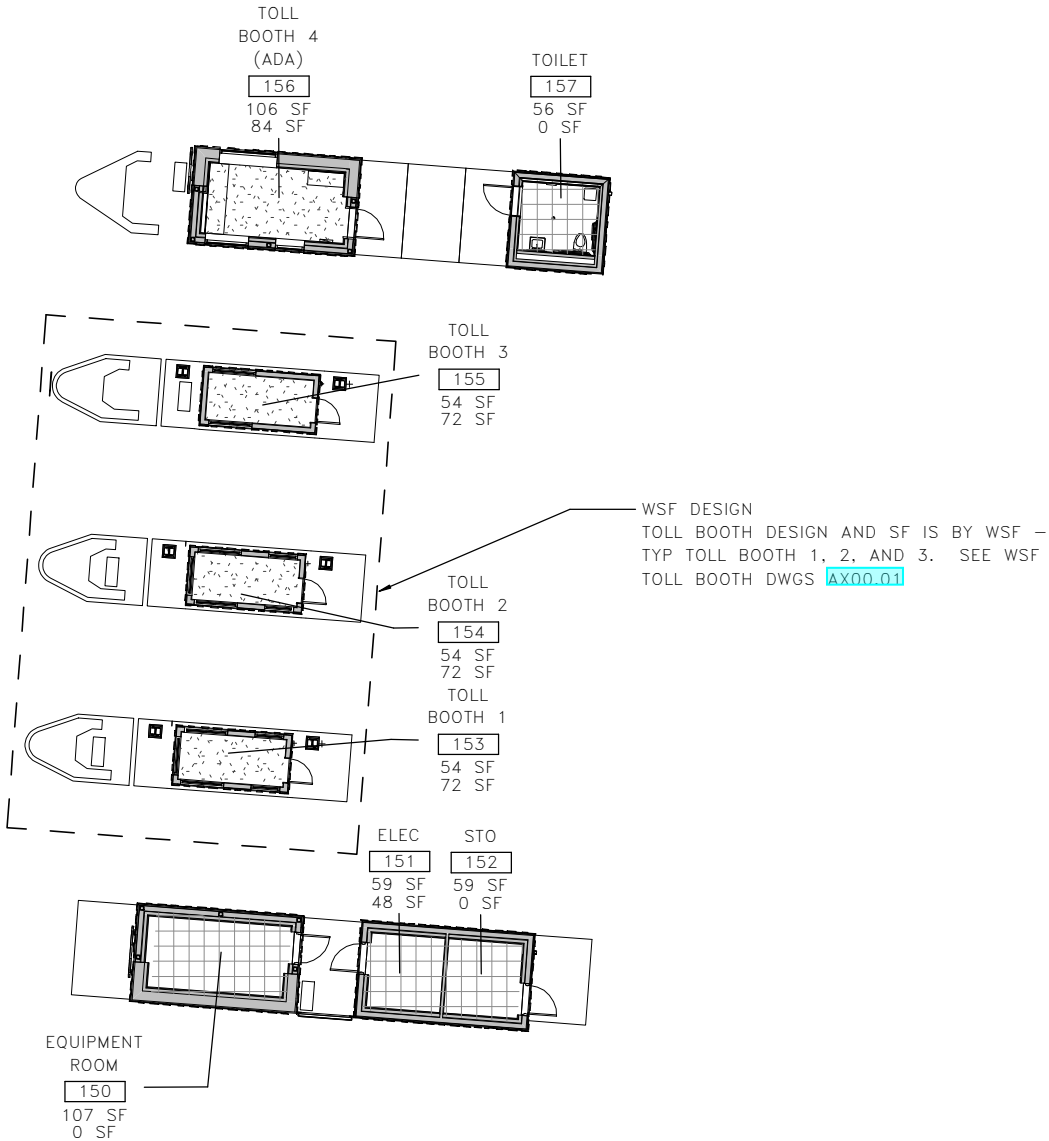 TOLL
BOOTH 4
(ADA)
156
106 SF
84 SF
TOILET
157
56 SF
0 SF
TOLL
BOOTH 3
155
54 SF
72 SF
WSF DESIGN
TOLL BOOTH DESIGN AND SF IS BY WSF –
TYP TOLL BOOTH 1, 2, AND 3. SEE WSF
TOLL BOOTH DWGS AX00.01
TOLL
BOOTH 2
154
54 SF
72 SF
TOLL
BOOTH 1
153
54 SF
72 SF
ELEC
151
59 SF
48 SF
STO
152
59 SF
0 SF
EQUIPMENT
ROOM
150
107 SF
0 SF